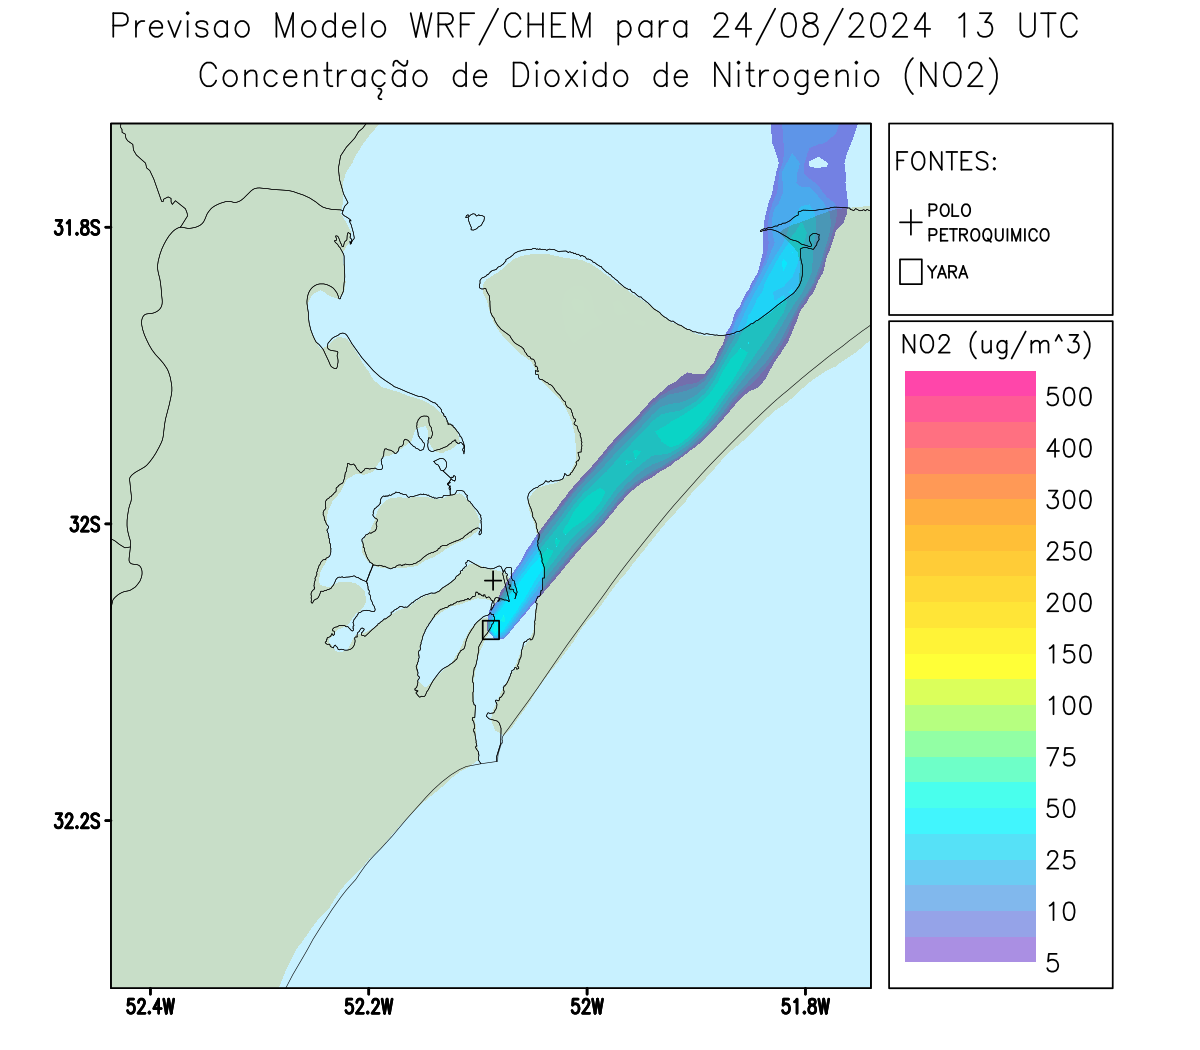 Previsao Modelo WRF/CHEM para 24/08/2024 13 UTC
Concentração de Dioxido de Nitrogenio (NO2)
FONTES:
POLO
PETROQUIMICO
YARA
NO2 (ug/m^3)
500
400
300
250
200
150
100
75
50
25
10
5
31.8S
32S
32.2S
52.4W
52.2W
52W
51.8W